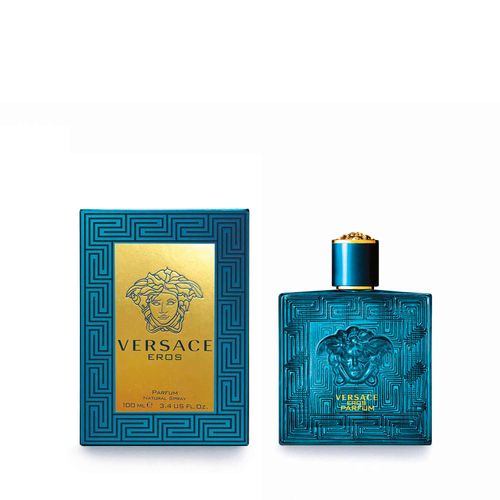 VERSACE
EROS
PARFUM
NATURAL SPRAY
100 ML ℮ 3.4 US FL.OZ.
VERSACE
EROS
PARFUM